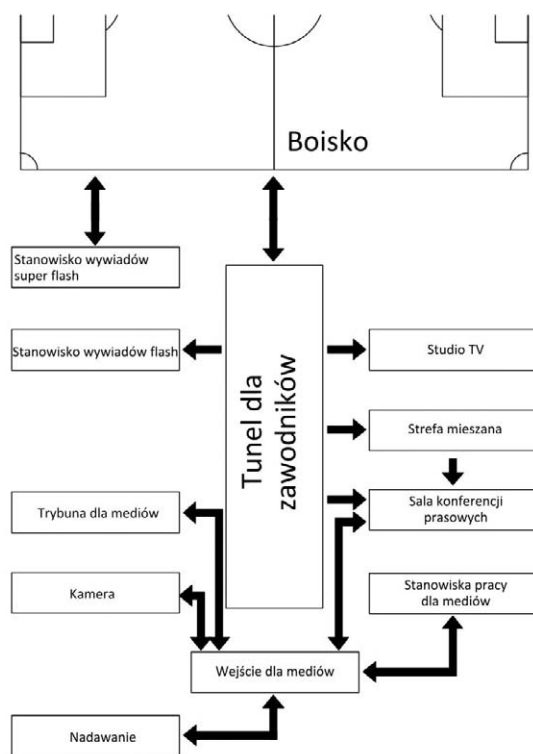 Boisko
Stanowisko wywiadów
super flash
Stanowisko wywiadów flash
Tunel dla
zawodników
Studio TV
Strefa mieszana
Trybuna dla mediów
Sala konferencji
prasowych
Kamera
Stanowiska pracy
dla mediów
Wejście dla mediów
Nadawanie